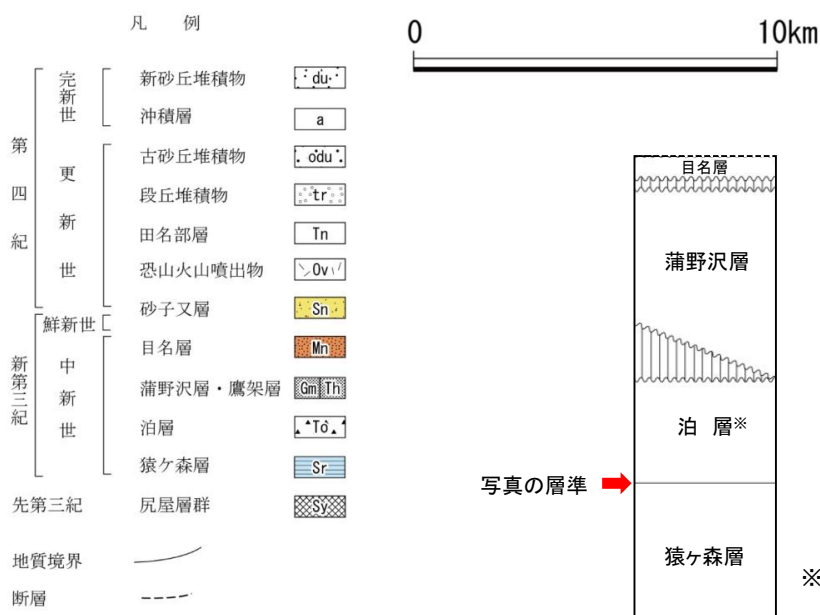 凡 例
完新世
新砂丘堆積物 du
沖積層 a
第四紀
更新世
古砂丘堆積物 odu
段丘堆積物 tr
田名部層 Tn
恐山火山噴出物 Ov
砂子又層 Sn
鮮新世
新第三紀
中新世
目名層 Mn
蒲野沢層・鷹架層 Gm Th
泊層 To
猿ケ森層 Sr
先第三紀 尻屋層群 Sy
地質境界
断層
0 10km
目名層
蒲野沢層
泊 層※
写真の層準
猿ヶ森層
※